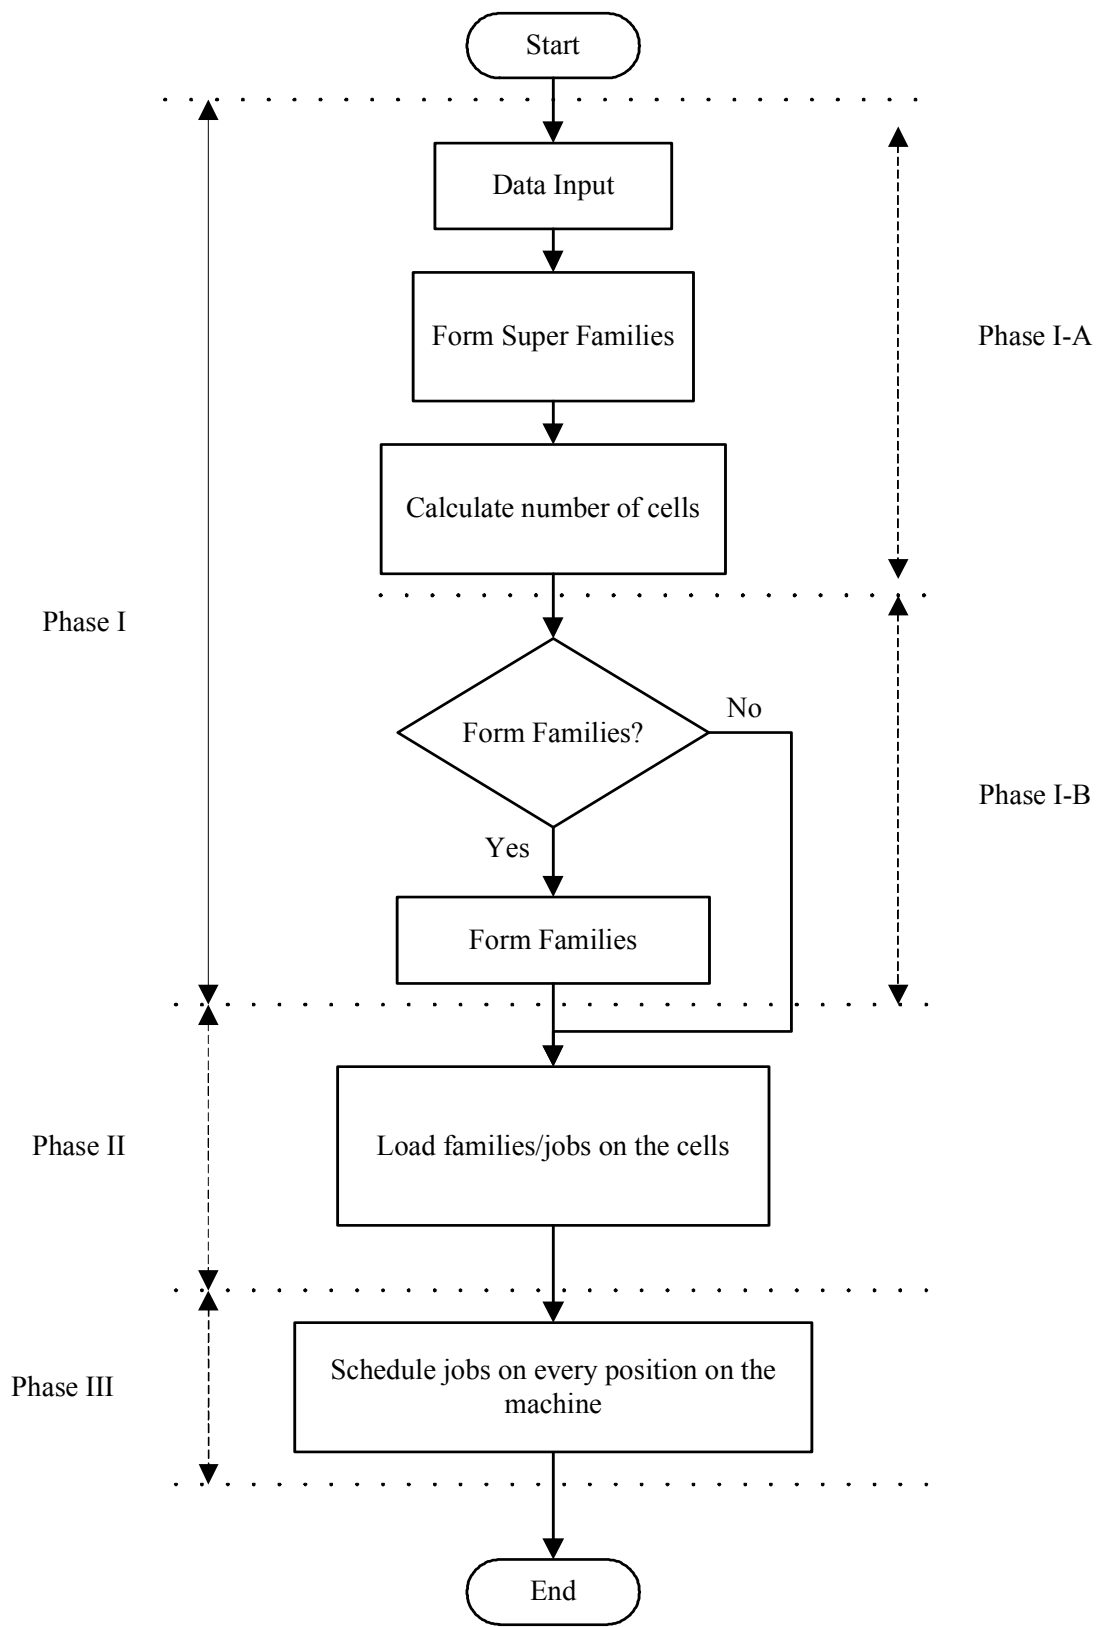 Start
Data Input
Form Super Families
Phase I-A
Calculate number of cells
Phase I
No
Form Families?
Phase I-B
Yes
Form Families
Load families/jobs on the cells
Phase II
Schedule jobs on every position on the
machine
Phase III
End